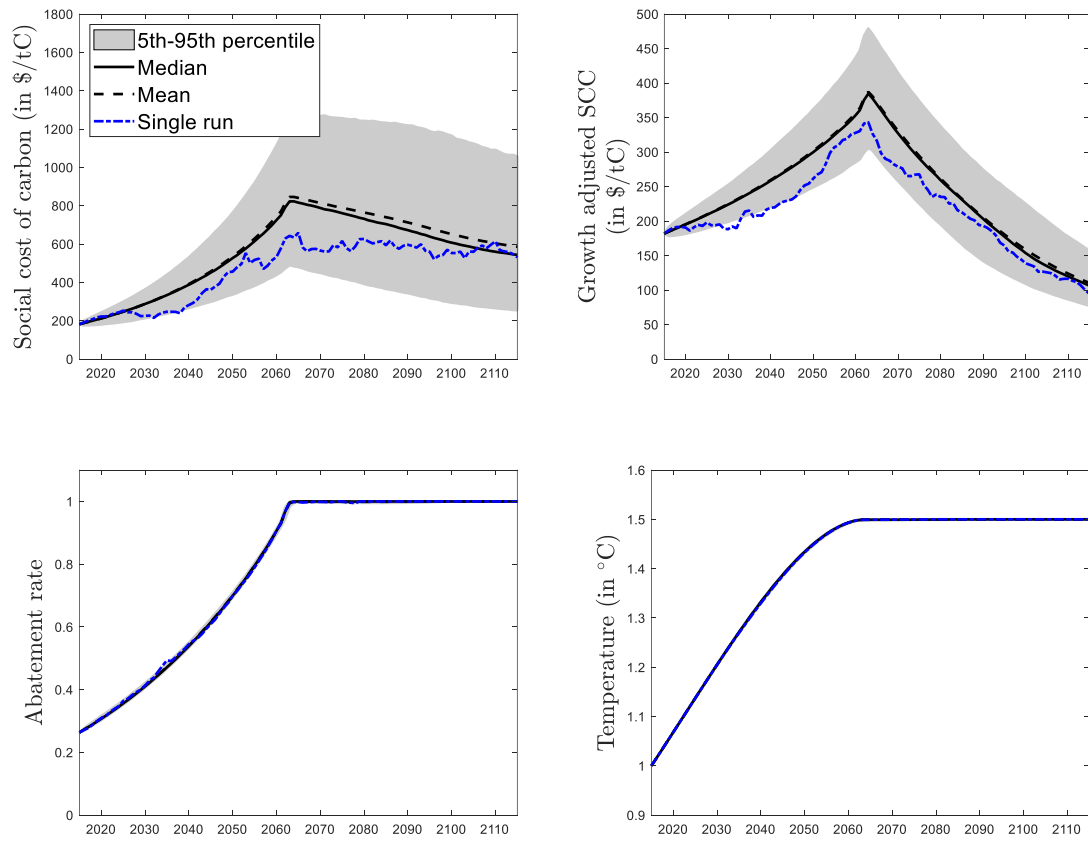 Social cost of carbon (in $/tC)
1800
1600
1400
1200
1000
800
600
400
200
0
5th-95th percentile
Median
Mean
Single run
2020 2030 2040 2050 2060 2070 2080 2090 2100 2110
Growth adjusted SCC
(in $/tC)
500
450
400
350
300
250
200
150
100
50
0
2020 2030 2040 2050 2060 2070 2080 2090 2100 2110
Abatement rate
1
0.8
0.6
0.4
0.2
0
2020 2030 2040 2050 2060 2070 2080 2090 2100 2110
Temperature (in °C)
1.6
1.5
1.4
1.3
1.2
1.1
1
0.9
2020 2030 2040 2050 2060 2070 2080 2090 2100 2110